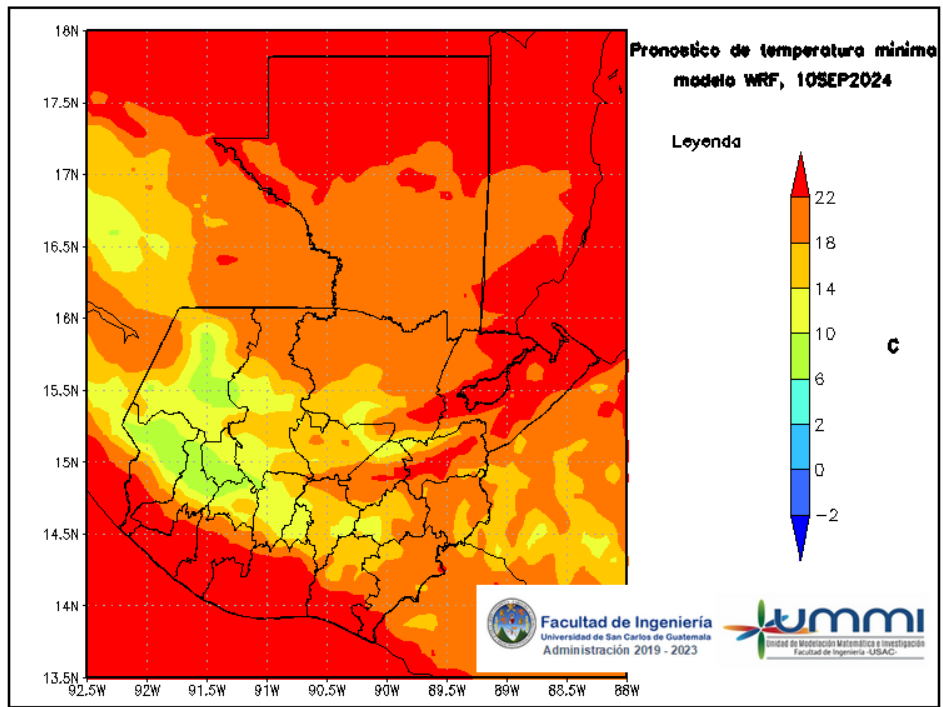 Pronostico de temperatura minima
modelo WRF, 10SEP2024
Leyenda
22
18
14
10
6
2
0
−2
C
18N
17.5N
17N
16.5N
16N
15.5N
15N
14.5N
14N
13.5N
92.5W 92W 91.5W 91W 90.5W 90W 89.5W 89W 88.5W 88W
Facultad de Ingeniería
Universidad de San Carlos de Guatemala
Administración 2019 - 2023
UMMI
Unidad de Modelación Matemática e Investigación
Facultad de Ingeniería -USAC-